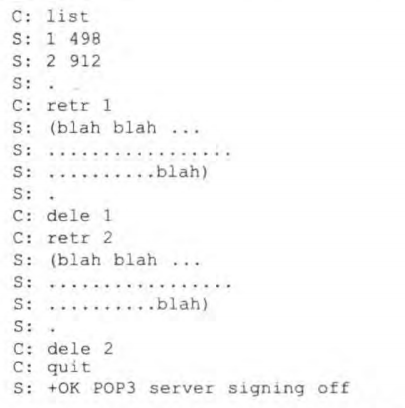 C: list
S: 1 498
S: 2 912
S: .
C: retr 1
S: (blah blah ...
S: .................
S: ..........blah)
S: .
C: dele 1
C: retr 2
S: (blah blah ...
S: .................
S: ..........blah)
S: .
C: dele 2
C: quit
S: +OK POP3 server signing off